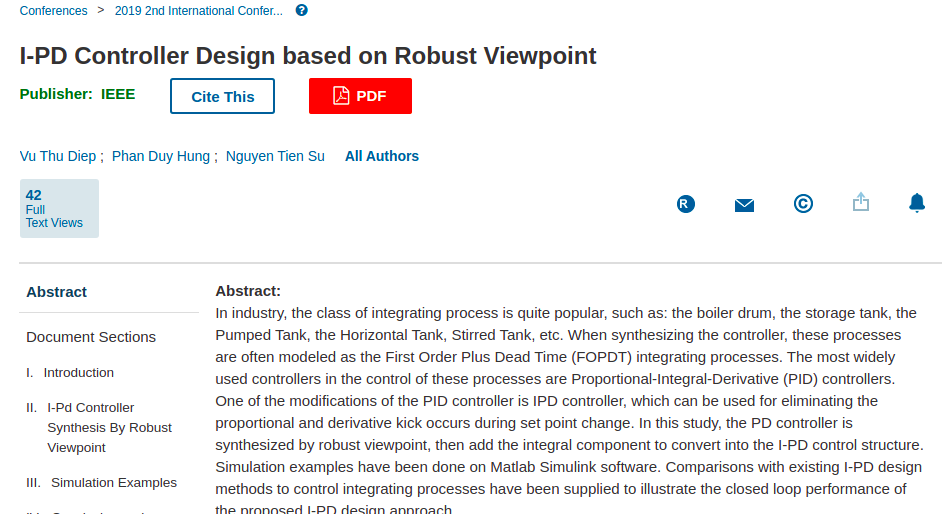 Conferences > 2019 2nd International Confer... ?
I-PD Controller Design based on Robust Viewpoint
Publisher: IEEE
Cite This
PDF
Vu Thu Diep ; Phan Duy Hung ; Nguyen Tien Su All Authors
42
Full
Text Views
R
©
Abstract
Document Sections
I. Introduction
II. I-Pd Controller
Synthesis By Robust
Viewpoint
III. Simulation Examples
Abstract:
In industry, the class of integrating process is quite popular, such as: the boiler drum, the storage tank, the
Pumped Tank, the Horizontal Tank, Stirred Tank, etc. When synthesizing the controller, these processes
are often modeled as the First Order Plus Dead Time (FOPDT) integrating processes. The most widely
used controllers in the control of these processes are Proportional-Integral-Derivative (PID) controllers.
One of the modifications of the PID controller is IPD controller, which can be used for eliminating the
proportional and derivative kick occurs during set point change. In this study, the PD controller is
synthesized by robust viewpoint, then add the integral component to convert into the I-PD control structure.
Simulation examples have been done on Matlab Simulink software. Comparisons with existing I-PD design
methods to control integrating processes have been supplied to illustrate the closed loop performance of
the proposed I-PD design approach.